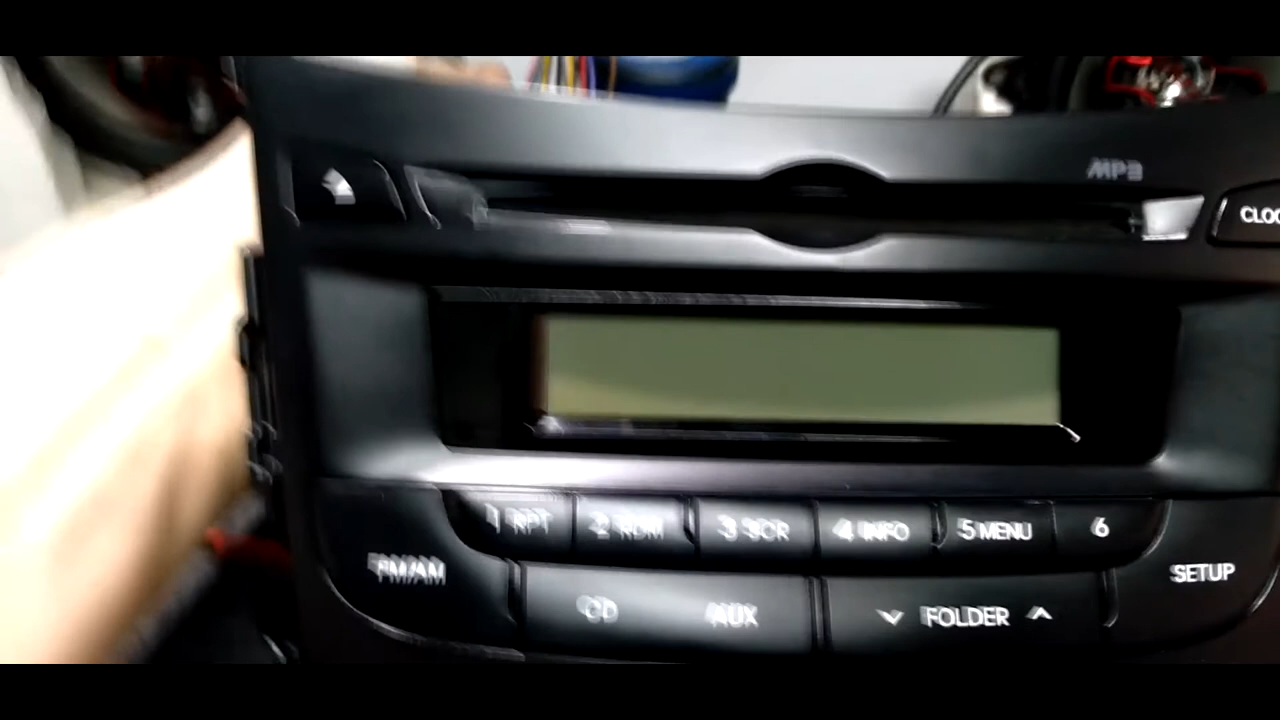 MP3
CLOC
1 RPT 2 RDM 3 SCR 4 INFO 5 MENU 6
FM/AM SETUP
CD AUX FOLDER